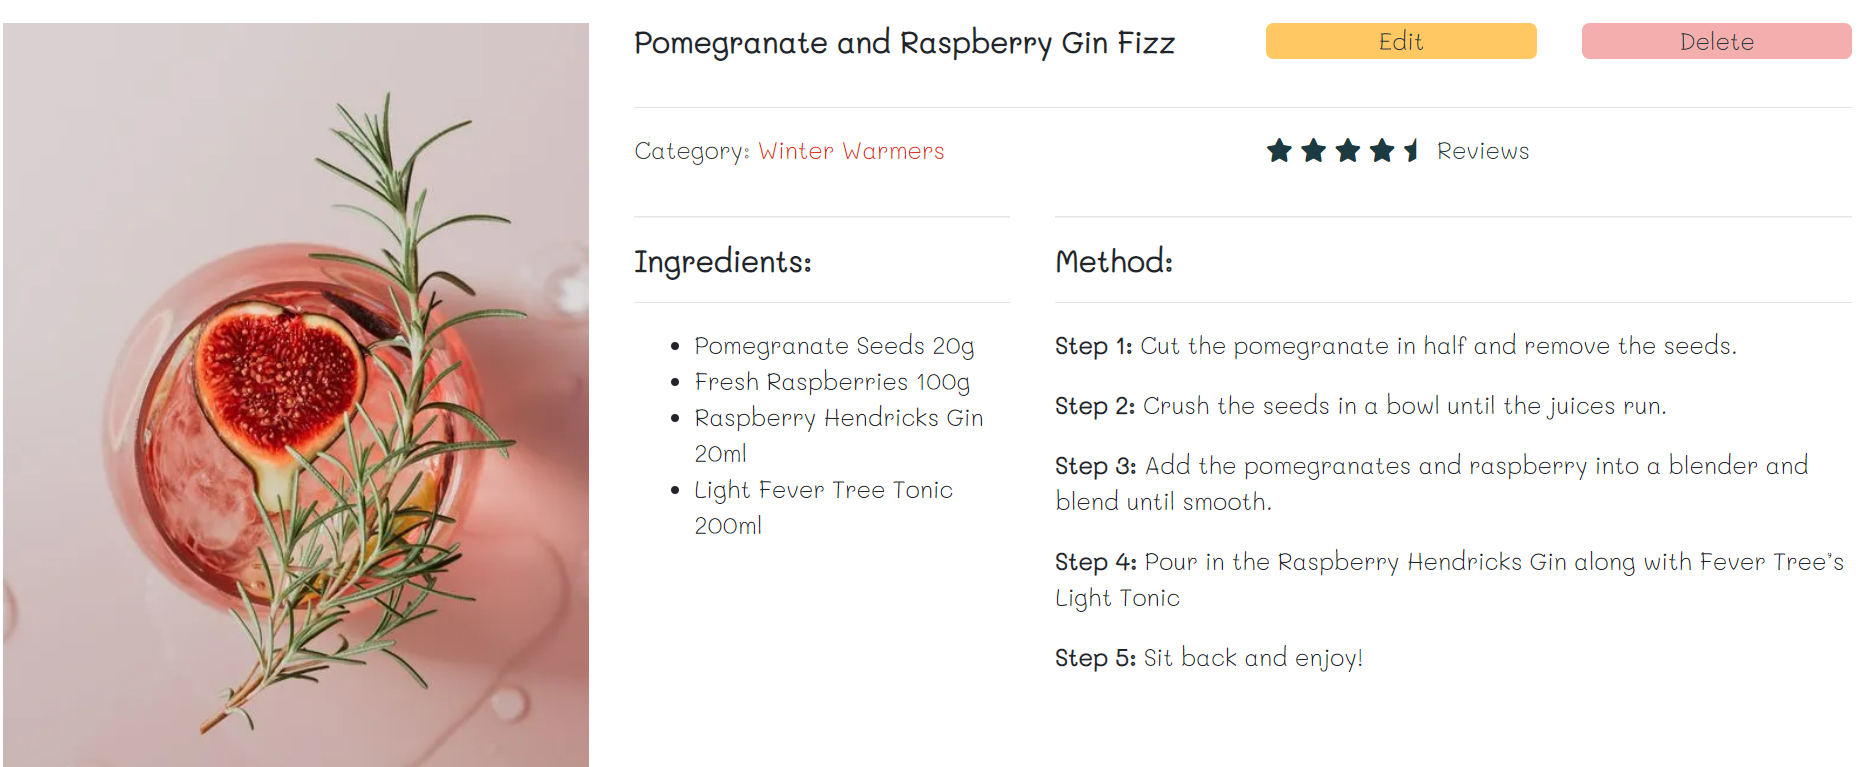 Pomegranate and Raspberry Gin Fizz
Edit
Delete
Category: Winter Warmers
Reviews
Ingredients:
Pomegranate Seeds 20g
Fresh Raspberries 100g
Raspberry Hendricks Gin
20ml
Light Fever Tree Tonic
200ml
Method:
Step 1: Cut the pomegranate in half and remove the seeds.
Step 2: Crush the seeds in a bowl until the juices run.
Step 3: Add the pomegranates and raspberry into a blender and
blend until smooth.
Step 4: Pour in the Raspberry Hendricks Gin along with Fever Tree's
Light Tonic
Step 5: Sit back and enjoy!